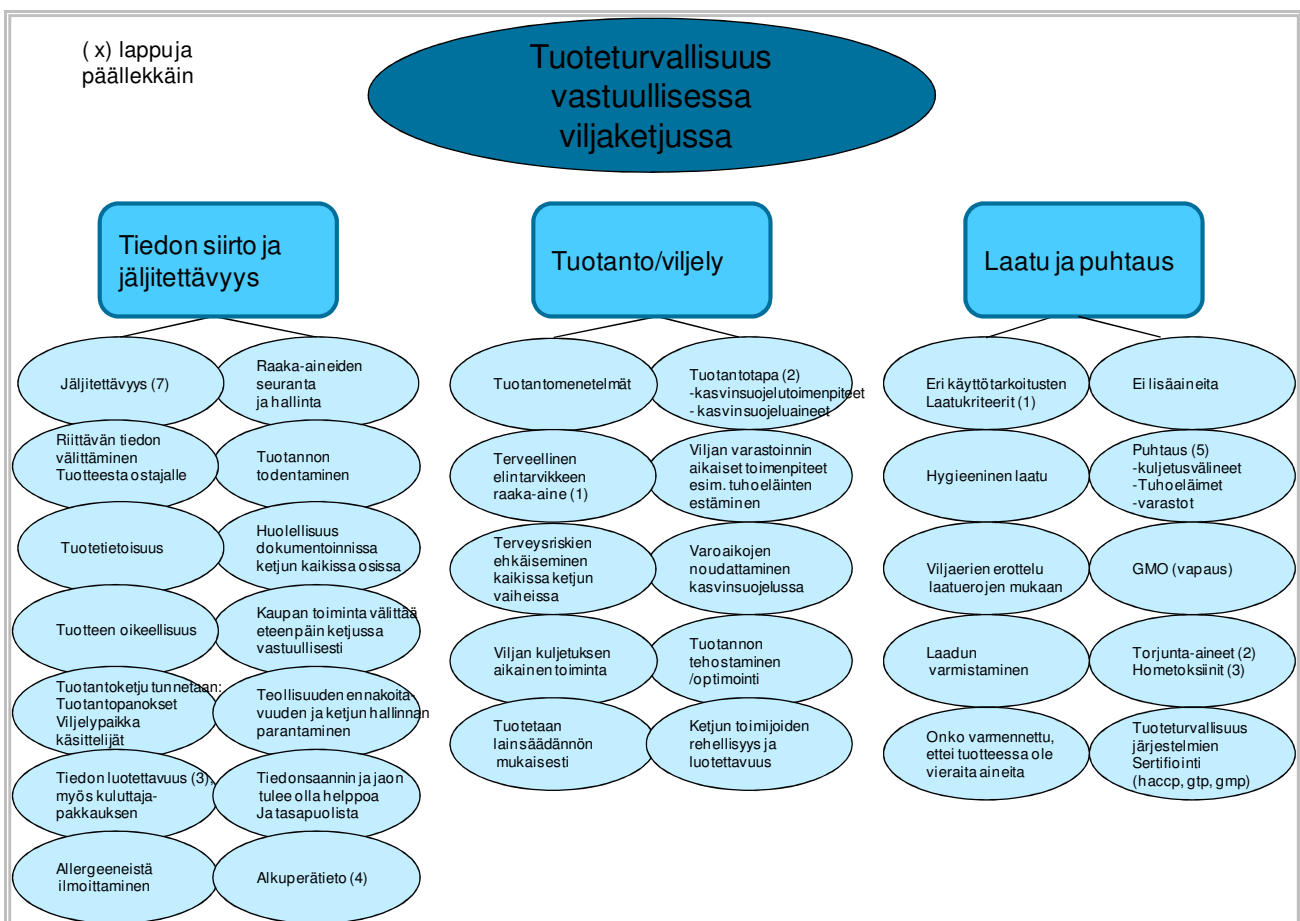 ( x) lappuja
päällekkäin
Tuoteturvallisuus
vastuullisessa
viljaketjussa
Tiedon siirto ja
jäljitettävyys
Jäljitettävyys (7)
Raaka-aineiden
seuranta
ja hallinta
Riittävän tiedon
välittäminen
Tuotteesta ostajalle
Tuotannon
todentaminen
Tuotetietoisuus
Huolellisuus
dokumentoinnissa
ketjun kaikissa osissa
Tuotteen oikeellisuus
Kaupan toiminta välittää
eteenpäin ketjussa
vastuullisesti
Tuotantoketju tunnetaan:
Tuotantopanokset
Viljelypaikka
käsittelijät
Teollisuuden ennakoita-
vuuden ja ketjun hallinnan
parantaminen
Tiedon luotettavuus (3),
myös kuluttaja-
pakkauksen
Tiedonsaannin ja jaon
tulee olla helppoa
Ja tasapuolista
Allergeeneistä
ilmoittaminen
Alkuperätieto (4)
Tuotanto/viljely
Tuotantomenetelmät
Tuotantotapa (2)
-kasvinsuojelutoimenpiteet
- kasvinsuojeluaineet
Terveellinen
elintarvikkeen
raaka-aine (1)
Viljan varastoinnin
aikaiset toimenpiteet
esim. tuhoeläinten
estäminen
Terveysriskien
ehkäiseminen
kaikissa ketjun
vaiheissa
Varoaikojen
noudattaminen
kasvinsuojelussa
Viljan kuljetuksen
aikainen toiminta
Tuotannon
tehostaminen
/optimointi
Tuotetaan
lainsäädännön
mukaisesti
Ketjun toimijoiden
rehellisyys ja
luotettavuus
Laatu ja puhtaus
Eri käyttötarkoitusten
Laatukriteerit (1)
Ei lisäaineita
Hygieeninen laatu
Puhtaus (5)
-kuljetusvälineet
-Tuhoeläimet
-varastot
Viljaerien erottelu
laatuerojen mukaan
GMO (vapaus)
Laadun
varmistaminen
Torjunta-aineet (2)
Hometoksiinit (3)
Onko varmennettu,
ettei tuotteessa ole
vieraita aineita
Tuoteturvallisuus
järjestelmien
Sertifiointi
(haccp, gtp, gmp)